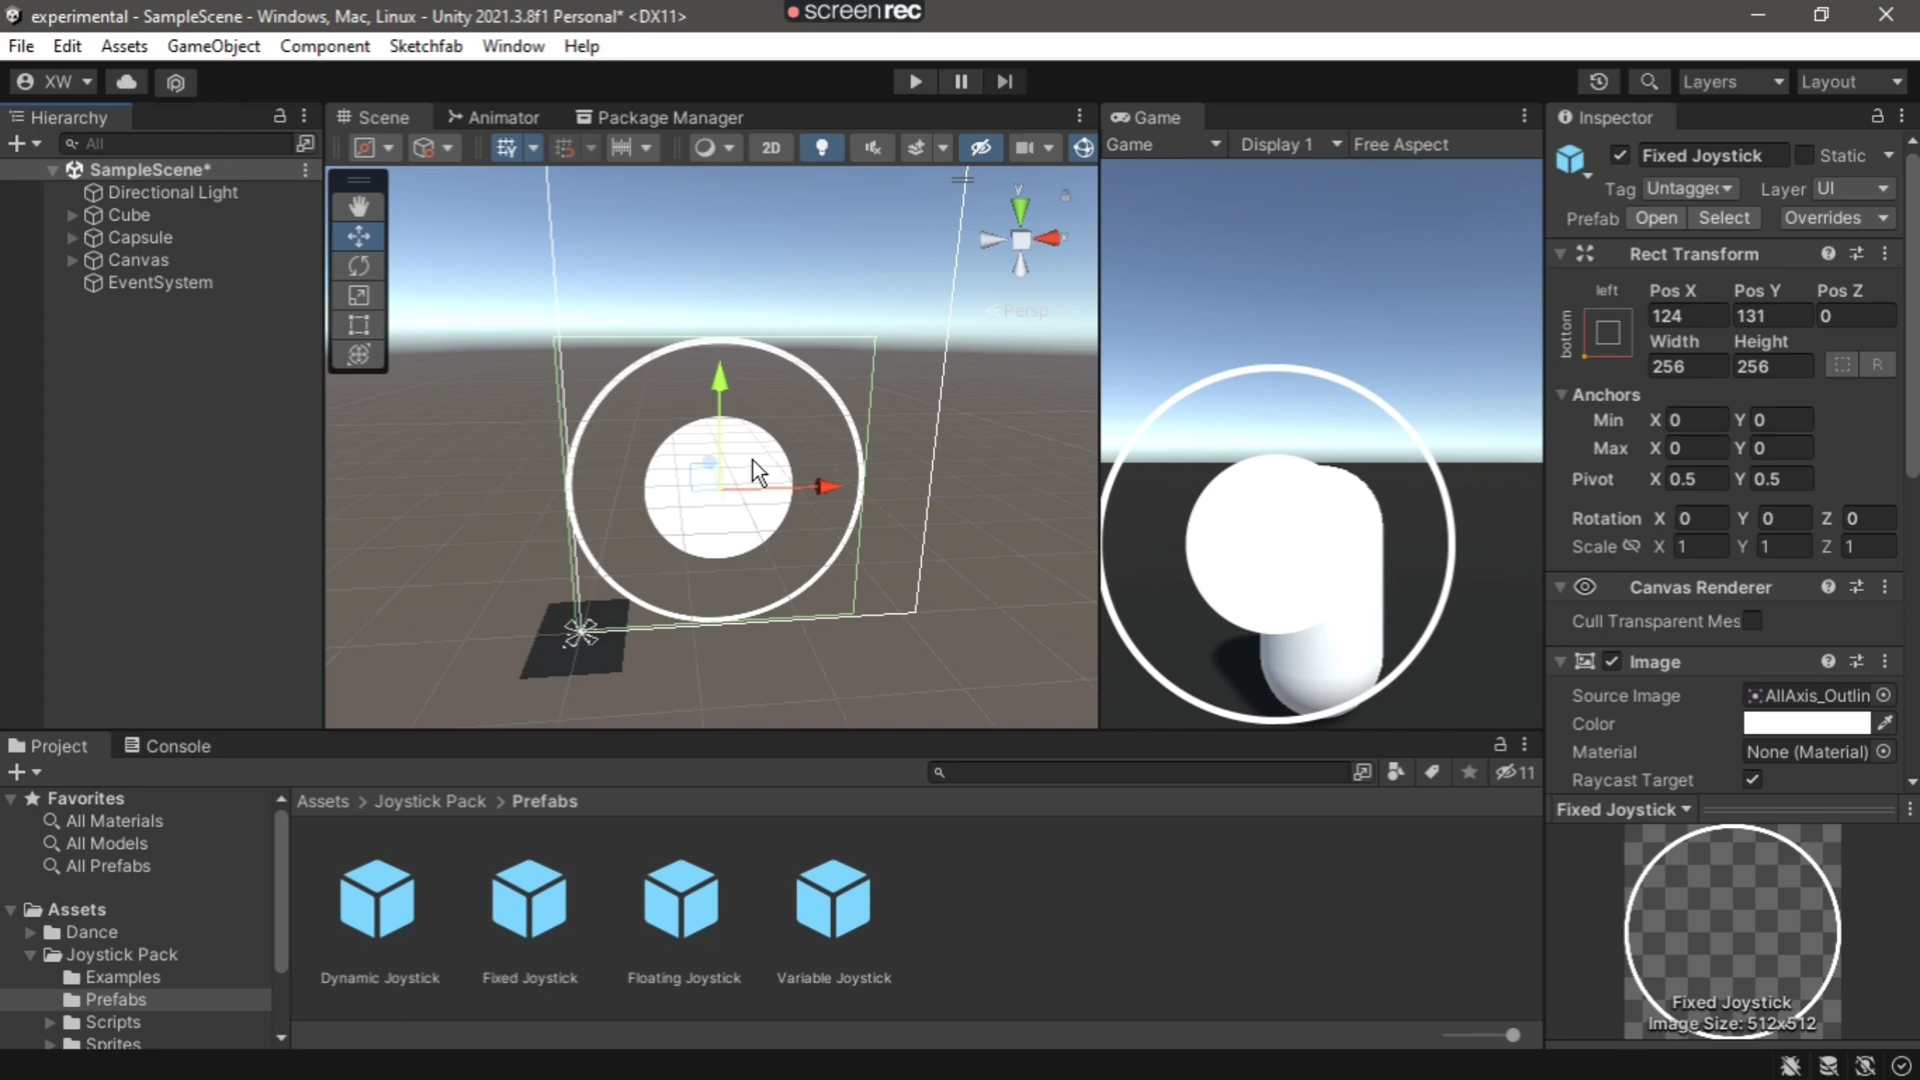 experimental - SampleScene - Windows, Mac, Linux - Unity 2021.3.8f1 Personal* <DX11>
screenrec
File Edit Assets GameObject Component Sketchfab Window Help
XW
Layers Layout
Hierarchy
All
SampleScene*
Directional Light
Cube
Capsule
Canvas
EventSystem
Scene Animator Package Manager
2D
y
x
Persp
Game
Game Display 1 Free Aspect
Inspector
Fixed Joystick Static
Tag Untagged Layer UI
Prefab Open Select Overrides
Rect Transform
left Pos X Pos Y Pos Z
bottom
124 131 0
Width Height
256 256 R
Anchors
Min X 0 Y 0
Max X 0 Y 0
Pivot X 0.5 Y 0.5
Rotation X 0 Y 0 Z 0
Scale X 1 Y 1 Z 1
Canvas Renderer
Cull Transparent Mes
Image
Source Image AllAxis_Outlin
Color
Material None (Material)
Raycast Target
Fixed Joystick
Fixed Joystick
Image Size: 512x512
Project Console
11
Favorites
All Materials
All Models
All Prefabs
Assets
Dance
Joystick Pack
Examples
Prefabs
Scripts
Sprites
Assets > Joystick Pack > Prefabs
Dynamic Joystick Fixed Joystick Floating Joystick Variable Joystick